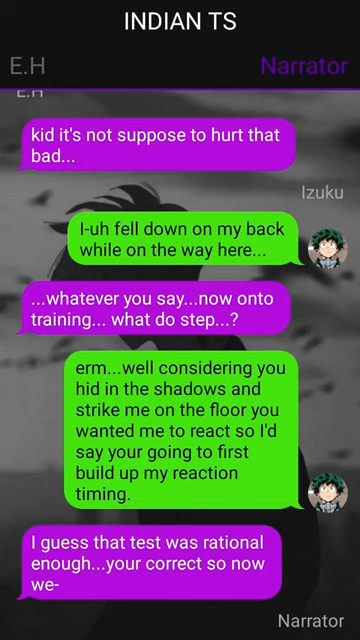 INDIAN TS
E.H
Narrator
E.H
kid it's not suppose to hurt that
bad...
Izuku
I-uh fell down on my back
while on the way here...
...whatever you say...now onto
training... what do step...?
erm...well considering you
hid in the shadows and
strike me on the floor you
wanted me to react so I'd
say your going to first
build up my reaction
timing.
I guess that test was rational
enough...your correct so now
we-
Narrator